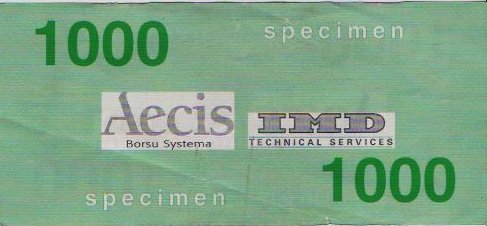 1000
specimen
Aecis
Borsu Systema
IMD
TECHNICAL SERVICES
specimen
1000